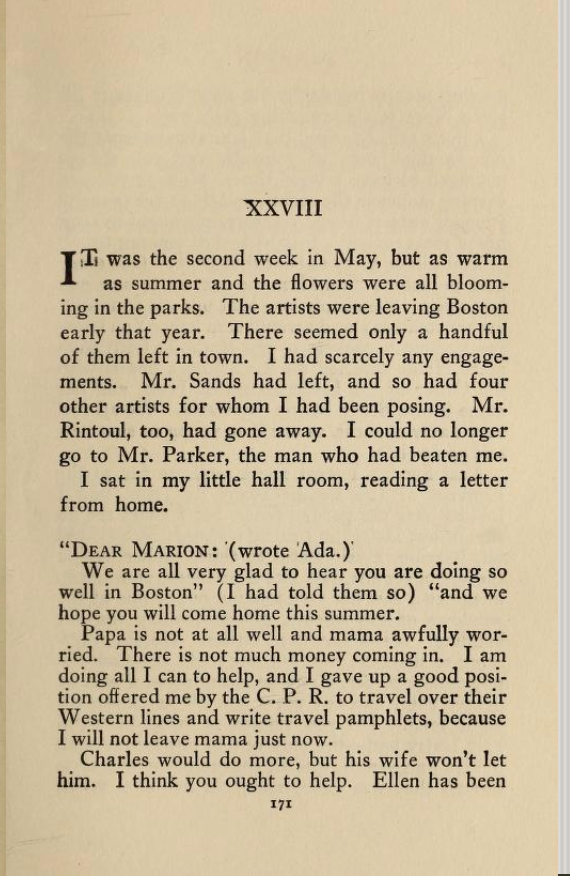 XXVIII
IT was the second week in May, but as warm
as summer and the flowers were all bloom-
ing in the parks. The artists were leaving Boston
early that year. There seemed only a handful
of them left in town. I had scarcely any engage-
ments. Mr. Sands had left, and so had four
other artists for whom I had been posing. Mr.
Rintoul, too, had gone away. I could no longer
go to Mr. Parker, the man who had beaten me.
I sat in my little hall room, reading a letter
from home.
“DEAR MARION: (wrote Ada.)
We are all very glad to hear you are doing so
well in Boston” (I had told them so) “and we
hope you will come home this summer.
Papa is not at all well and mama awfully wor-
ried. There is not much money coming in. I am
doing all I can to help, and I gave up a good posi-
tion offered me by the C. P. R. to travel over their
Western lines and write travel pamphlets, because
I will not leave mama just now.
Charles would do more, but his wife won’t let
him. I think you ought to help. Ellen has been
171